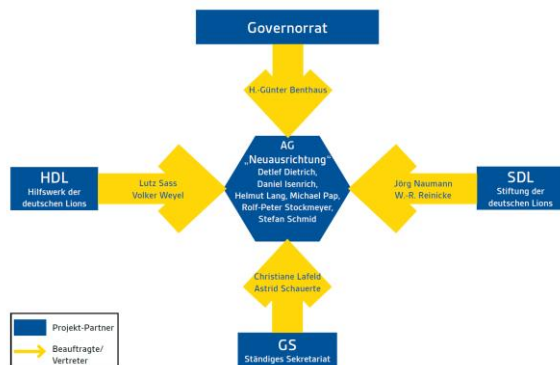 Governorrat
H.-Günter Benthaus
AG
„Neuausrichtung“
Detlef Dietrich,
Daniel Isenrich,
Helmut Lang, Michael Pap,
Rolf-Peter Stockmeyer,
Stefan Schmid
HDL
Hilfswerk der
deutschen Lions
Lutz Sass
Volker Weyel
Jörg Naumann
W.-R. Reinicke
SDL
Stiftung der
deutschen Lions
Christiane Lafeld
Astrid Schauerte
GS
Ständiges Sekretariat
Projekt-Partner
Beauftragte/
Vertreter